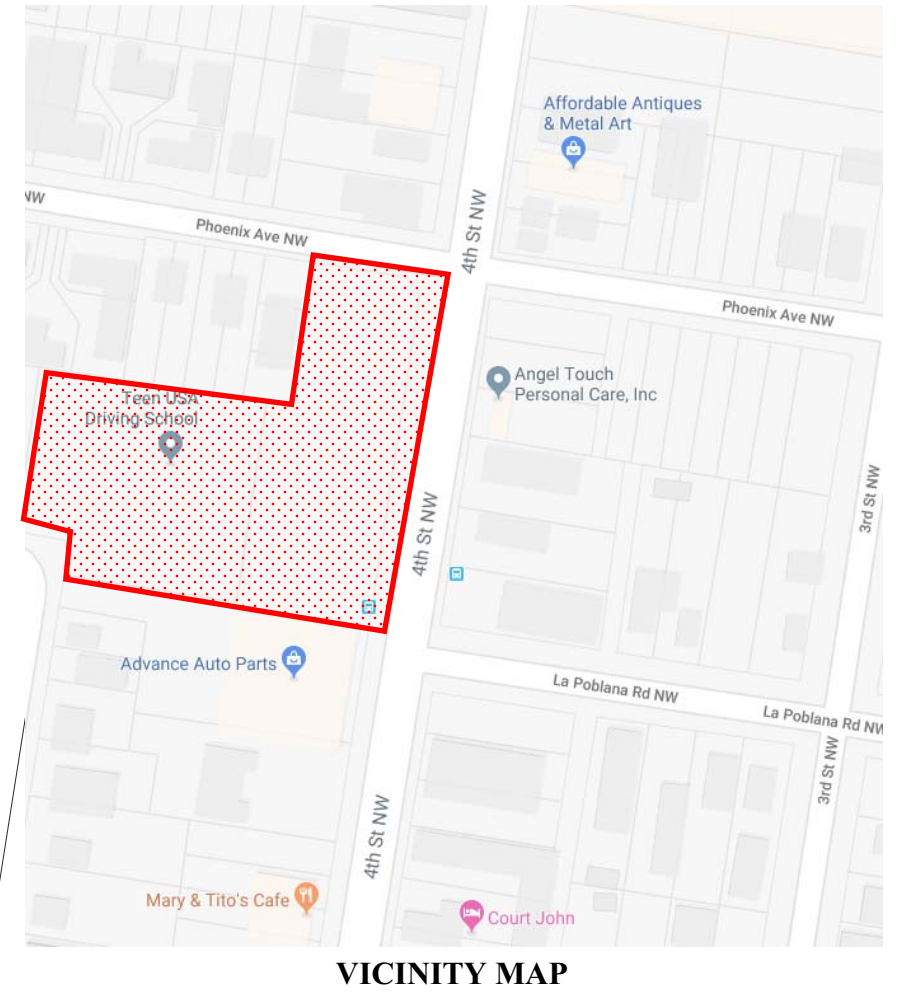 Affordable Antiques
& Metal Art
NW
Phoenix Ave NW
4th St NW
Phoenix Ave NW
Angel Touch
Personal Care, Inc
Teen USA
Driving School
3rd St NW
4th St NW
Advance Auto Parts
La Poblana Rd NW
La Poblana Rd NW
3rd St NW
4th St NW
Mary & Tito's Cafe
Court John
VICINITY MAP